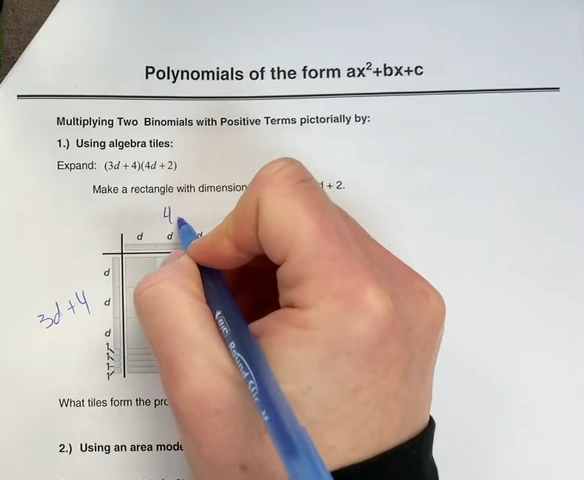 Polynomials of the form ax²+bx+c
Multiplying Two Binomials with Positive Terms pictorially by:
1.) Using algebra tiles:
Expand: (3d + 4)(4d + 2)
Make a rectangle with dimension + 2.
4
d d d
d
3d+4 d
d
What tiles form the pro
2.) Using an area mode